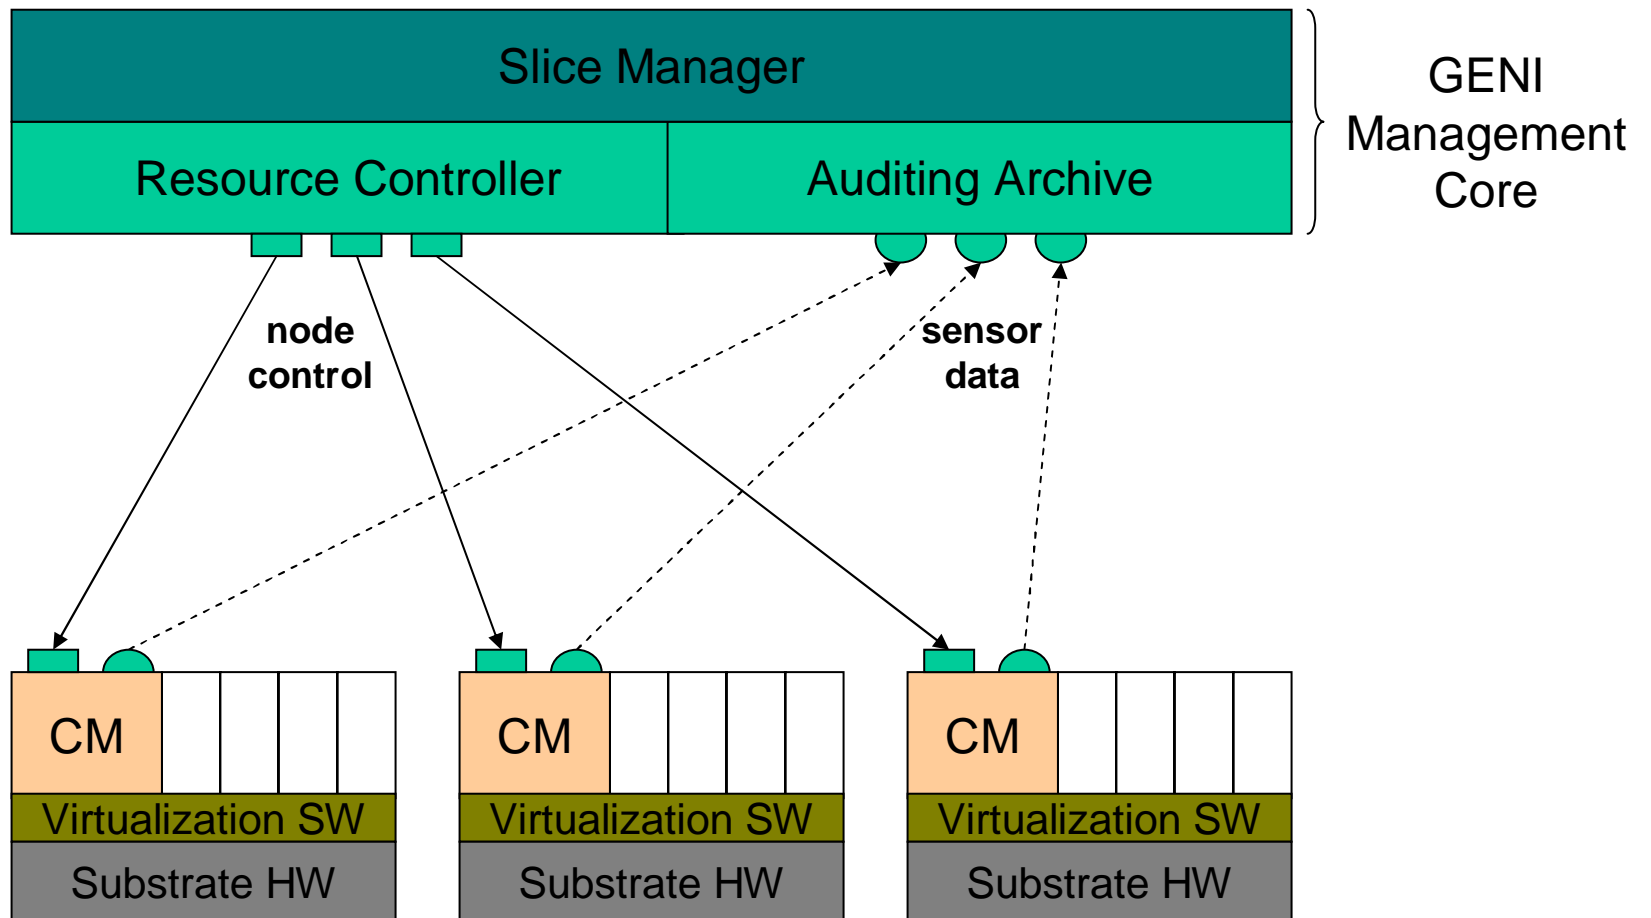 Slice Manager
GENI
Management
Core
Resource Controller
Auditing Archive
node
control
sensor
data
CM
CM
CM
Virtualization SW
Virtualization SW
Virtualization SW
Substrate HW
Substrate HW
Substrate HW